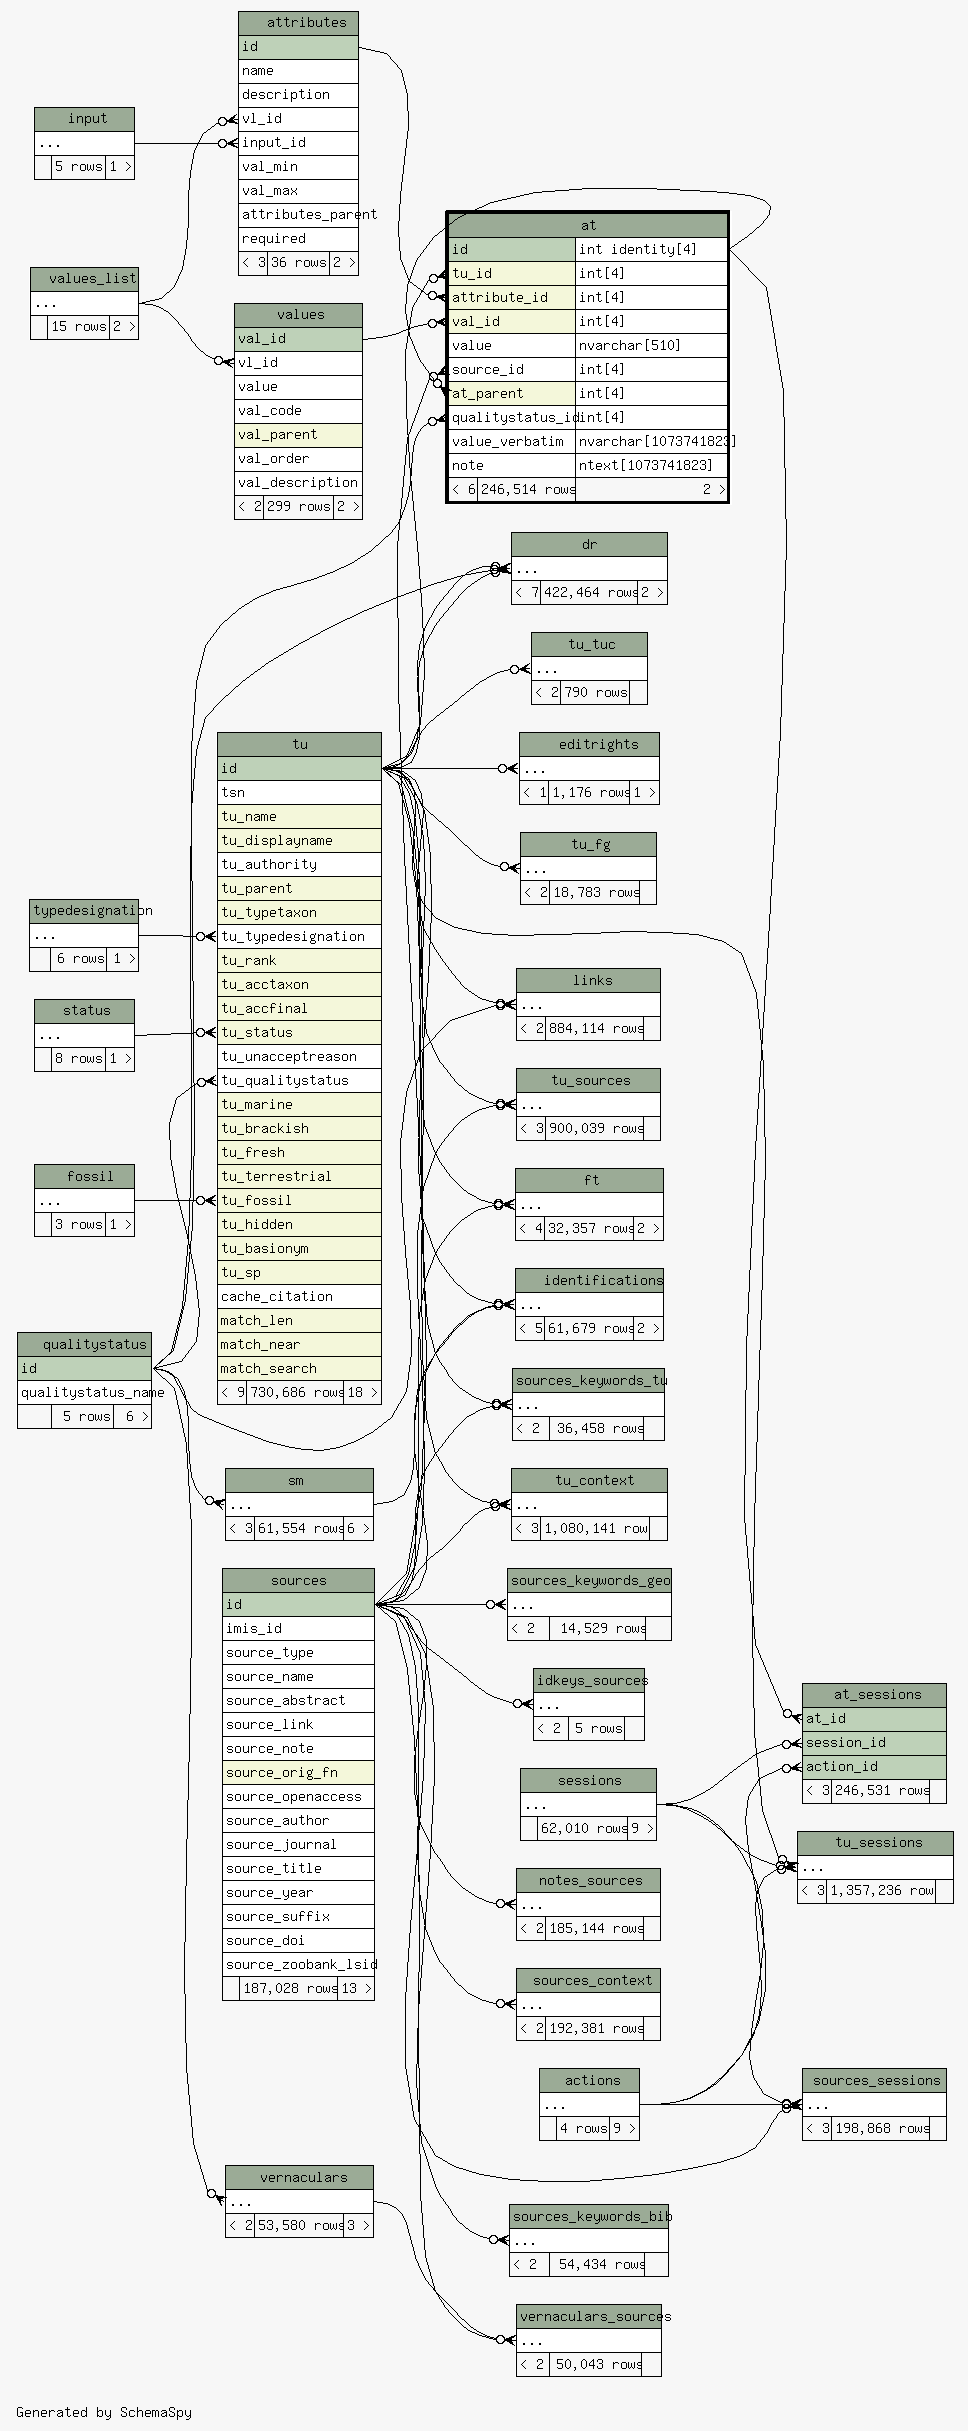 attributes
id
name
description
vl_id
input_id
val_min
val_max
attributes_parent
required
< 3 36 rows 2 >
input
...
5 rows 1 >
values_list
...
15 rows 2 >
values
val_id
vl_id
value
val_code
val_parent
val_order
val_description
< 2 299 rows 2 >
at
id int identity[4]
tu_id int[4]
attribute_id int[4]
val_id int[4]
value nvarchar[510]
source_id int[4]
at_parent int[4]
qualitystatus_id int[4]
value_verbatim nvarchar[1073741823]
note ntext[1073741823]
< 6 246,514 rows 2 >
dr
...
< 7 422,464 rows 2 >
tu_tuc
...
< 2 790 rows
editrights
...
< 1 1,176 rows 1 >
tu_fg
...
< 2 18,783 rows
links
...
< 2 884,114 rows
tu_sources
...
< 3 900,039 rows
ft
...
< 4 32,357 rows 2 >
identifications
...
< 5 61,679 rows 2 >
sources_keywords_tu
...
< 2 36,458 rows
tu_context
...
< 3 1,080,141 row
sources_keywords_geo
...
< 2 14,529 rows
idkeys_sources
...
< 2 5 rows
sessions
...
62,010 rows 9 >
notes_sources
...
< 2 185,144 rows
sources_context
...
< 2 192,381 rows
actions
...
4 rows 9 >
sources_keywords_bib
...
< 2 54,434 rows
vernaculars_sources
...
< 2 50,043 rows
tu
id
tsn
tu_name
tu_displayname
tu_authority
tu_parent
tu_typetaxon
tu_typedesignation
tu_rank
tu_acctaxon
tu_accfinal
tu_status
tu_unacceptreason
tu_qualitystatus
tu_marine
tu_brackish
tu_fresh
tu_terrestrial
tu_fossil
tu_hidden
tu_basionym
tu_sp
cache_citation
match_len
match_near
match_search
< 9 730,686 rows 18 >
typedesignation
...
6 rows 1 >
status
...
8 rows 1 >
fossil
...
3 rows 1 >
qualitystatus
id
qualitystatus_name
5 rows 6 >
sm
...
< 3 61,554 rows 6 >
sources
id
imis_id
source_type
source_name
source_abstract
source_link
source_note
source_orig_fn
source_openaccess
source_author
source_journal
source_title
source_year
source_suffix
source_doi
source_zoobank_lsid
187,028 rows 13 >
vernaculars
...
< 2 53,580 rows 3 >
at_sessions
at_id
session_id
action_id
< 3 246,531 rows
tu_sessions
...
< 3 1,357,236 row
sources_sessions
...
< 3 198,868 rows
Generated by SchemaSpy